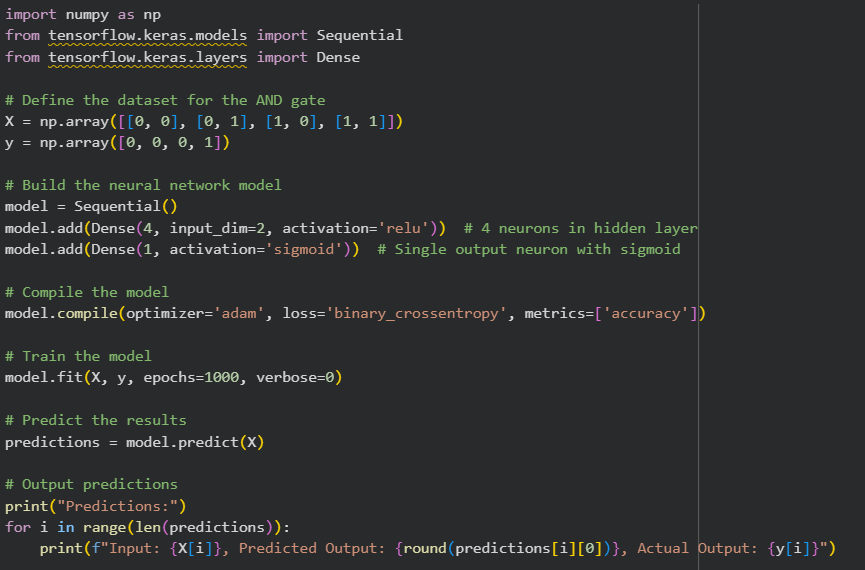 import numpy as np
from tensorflow.keras.models import Sequential
from tensorflow.keras.layers import Dense

# Define the dataset for the AND gate
X = np.array([[0, 0], [0, 1], [1, 0], [1, 1]])
y = np.array([0, 0, 0, 1])

# Build the neural network model
model = Sequential()
model.add(Dense(4, input_dim=2, activation='relu'))  # 4 neurons in hidden layer
model.add(Dense(1, activation='sigmoid'))  # Single output neuron with sigmoid

# Compile the model
model.compile(optimizer='adam', loss='binary_crossentropy', metrics=['accuracy'])

# Train the model
model.fit(X, y, epochs=1000, verbose=0)

# Predict the results
predictions = model.predict(X)

# Output predictions
print("Predictions:")
for i in range(len(predictions)):
    print(f"Input: {X[i]}, Predicted Output: {round(predictions[i][0])}, Actual Output: {y[i]}")